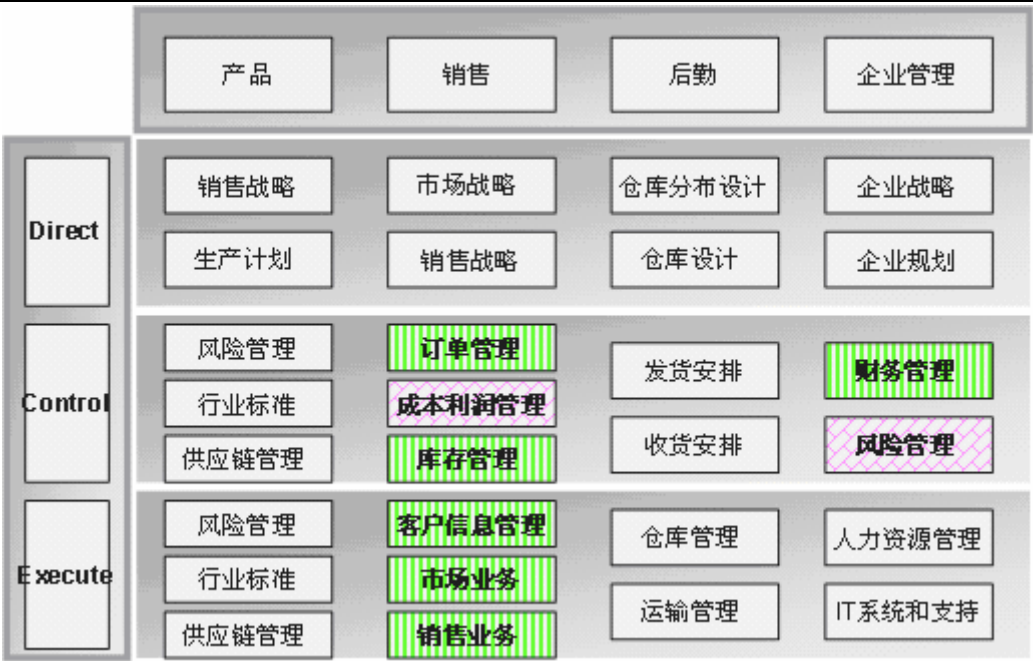 产品
销售
后勤
企业管理
Direct
销售战略
市场战略
仓库分布设计
企业战略
生产计划
销售战略
仓库设计
企业规划
Control
风险管理
订单管理
发货安排
财务管理
行业标准
成本利润管理
供应链管理
库存管理
收货安排
风险管理
Execute
风险管理
客户信息管理
仓库管理
人力资源管理
行业标准
市场业务
供应链管理
销售业务
运输管理
IT系统和支持